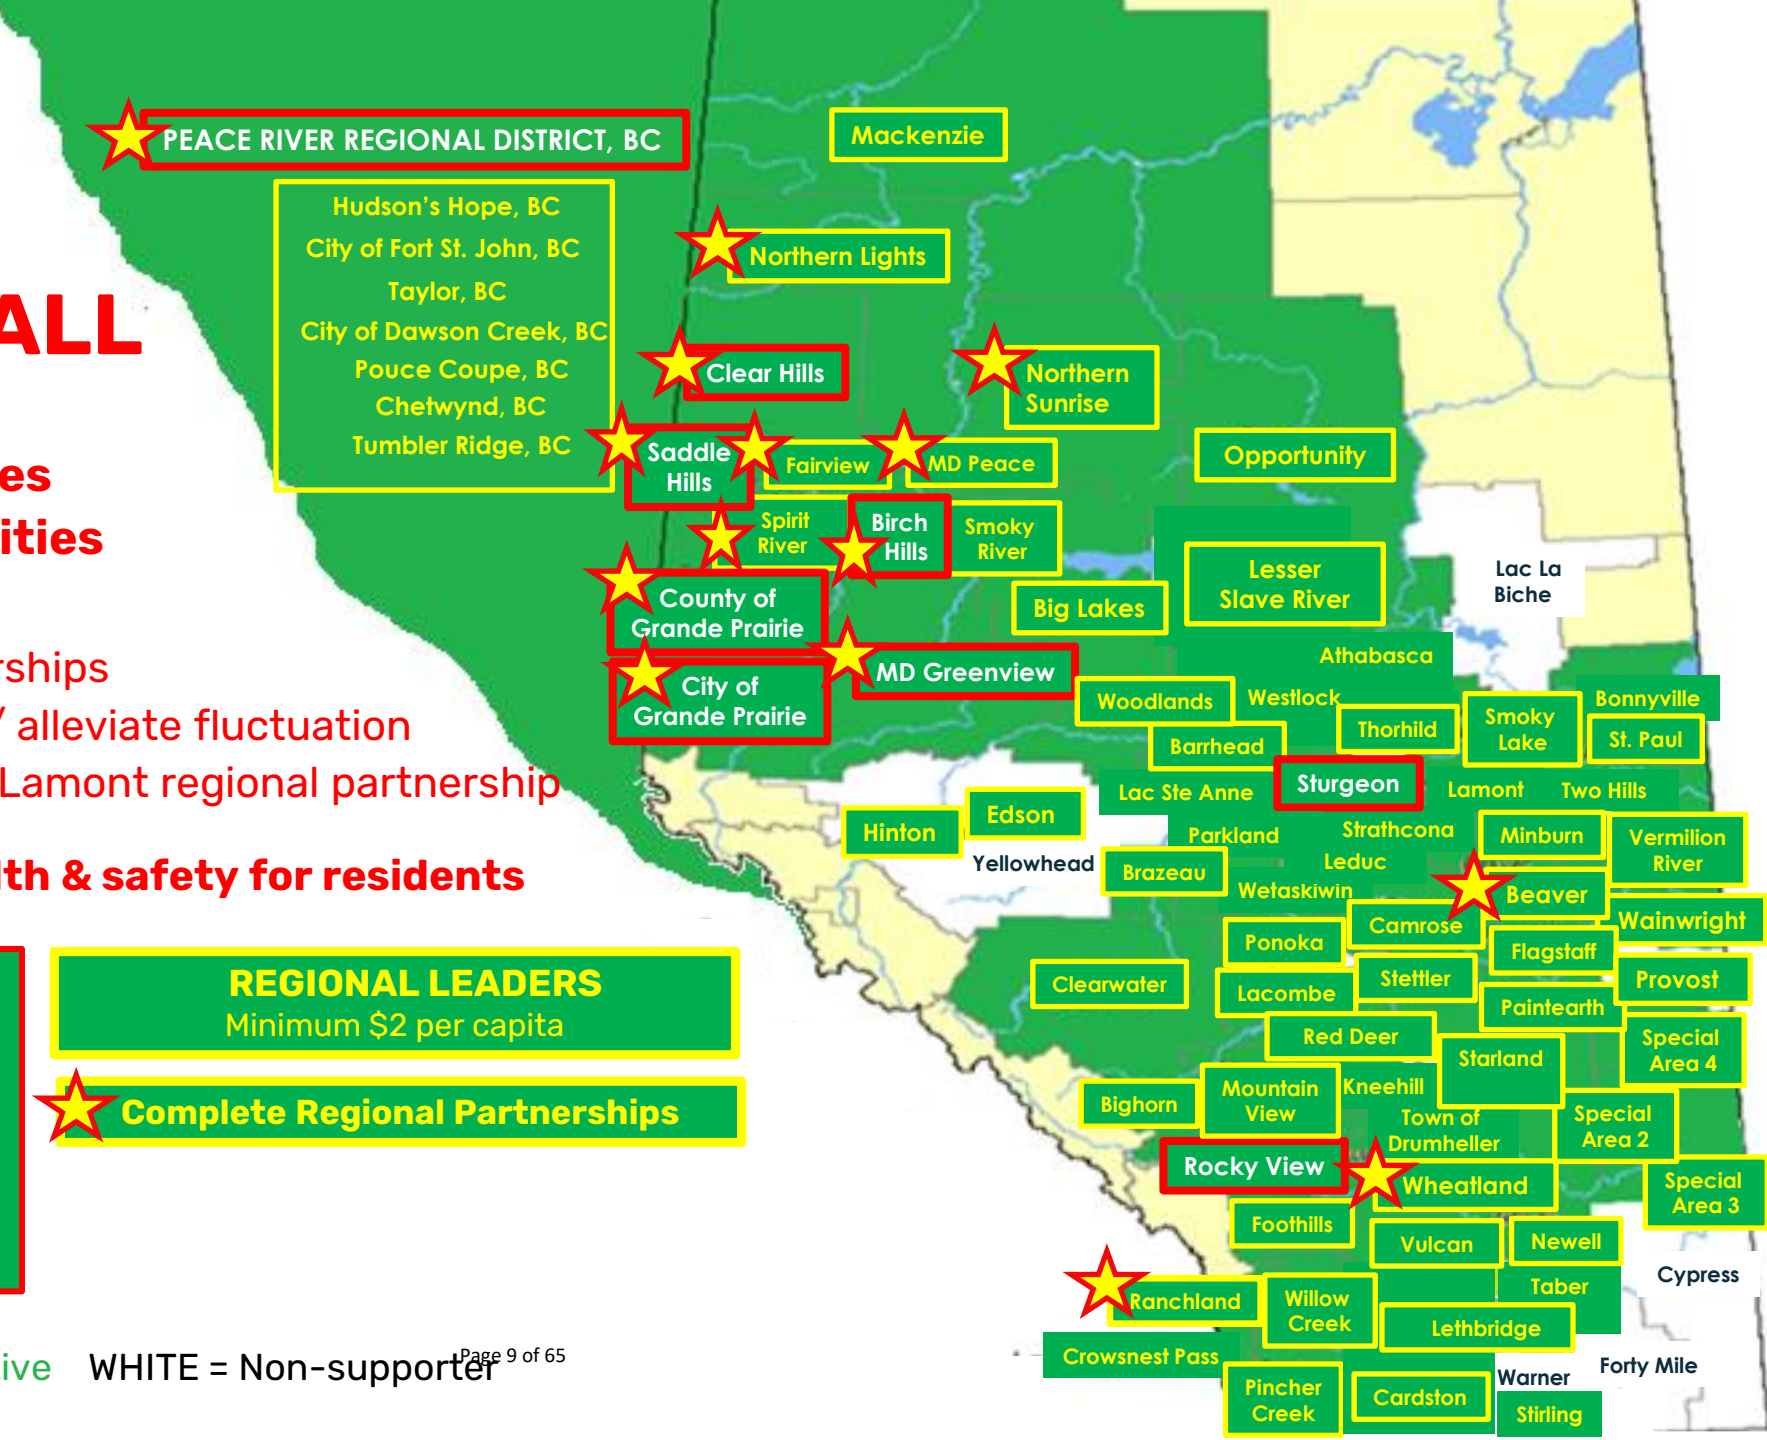 PEACE RIVER REGIONAL DISTRICT, BC
Mackenzie
Hudson's Hope, BC
City of Fort St. John, BC
Taylor, BC
City of Dawson Creek, BC
Pouce Coupe, BC
Chetwynd, BC
Tumbler Ridge, BC
Northern Lights
ALL
Clear Hills
Northern
Sunrise
Saddle
Hills
Fairview
MD Peace
Opportunity
es
ities
Spirit
River
Birch
Hills
Smoky
River
Lesser
Slave River
Lac La
Biche
County of
Grande Prairie
Big Lakes
Athabasca
rships
/ alleviate fluctuation
Lamont regional partnership
lth & safety for residents
City of
Grande Prairie
MD Greenview
Woodlands
Westlock
Bonnyville
Thorhild
Smoky
Lake
St. Paul
Barrhead
Sturgeon
Lac Ste Anne
Lamont
Two Hills
Hinton
Edson
Yellowhead
Parkland
Strathcona
Minburn
Vermilion
River
Leduc
Brazeau
Wetaskiwin
Beaver
Camrose
Wainwright
Ponoka
Flagstaff
Clearwater
Lacombe
Stettler
Provost
Paintearth
REGIONAL LEADERS
Minimum $2 per capita
Complete Regional Partnerships
Red Deer
Starland
Special
Area 4
Bighorn
Mountain
View
Kneehill
Town of
Drumheller
Special
Area 2
Rocky View
Wheatland
Special
Area 3
Foothills
Vulcan
Newell
Cypress
Ranchland
Willow
Creek
Taber
Lethbridge
Crowsnest Pass
Warner
Forty Mile
Pincher
Creek
Cardston
Stirling
ive WHITE = Non-supporter
Page 9 of 65